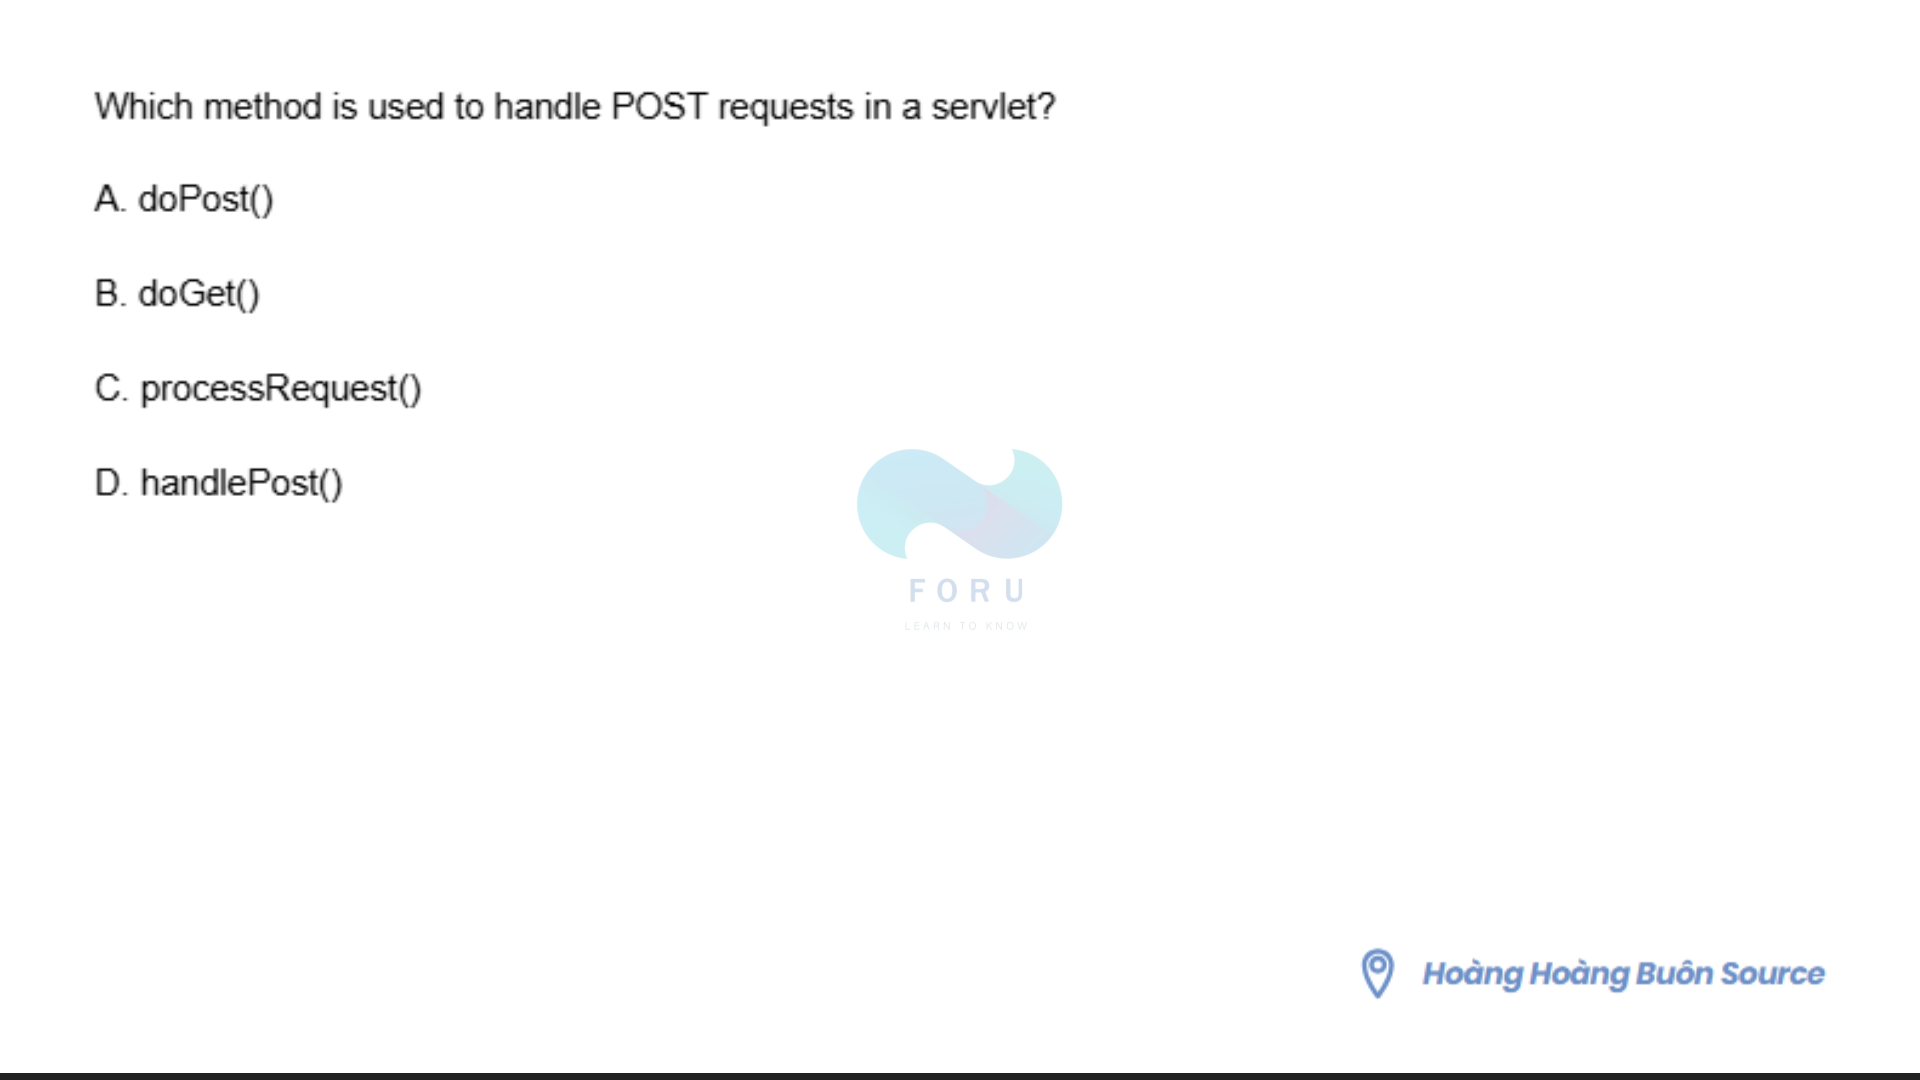 Which method is used to handle POST requests in a servlet?
A. doPost()
B. doGet()
C. processRequest()
D. handlePost()
FORU
LEARN TO KNOW
Hoàng Hoàng Buôn Source